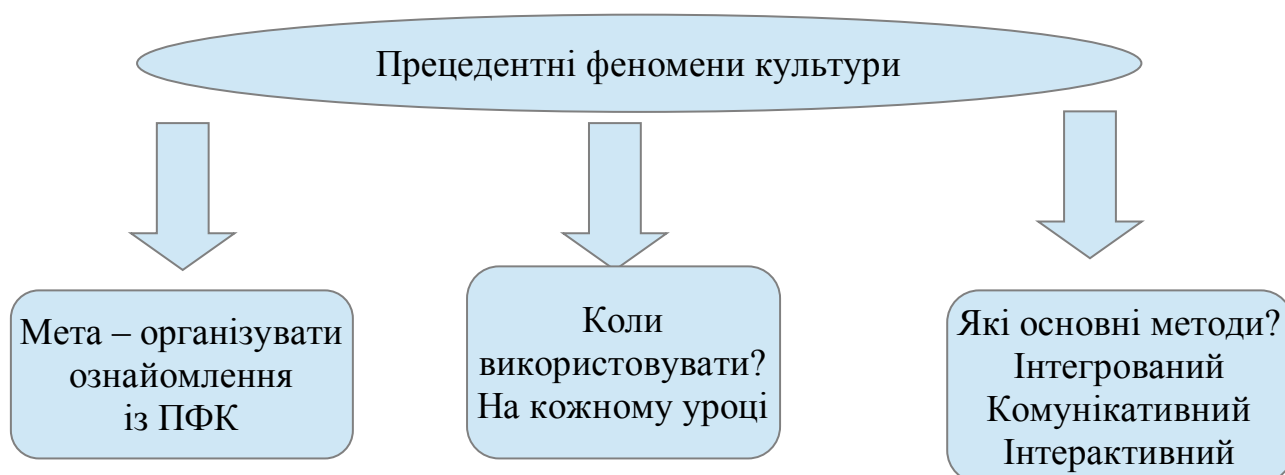 Прецедентні феномени культури
Мета – організувати
ознайомлення
із ПФК
Коли
використовувати?
На кожному уроці
Які основні методи?
Інтегрований
Комунікативний
Інтерактивний